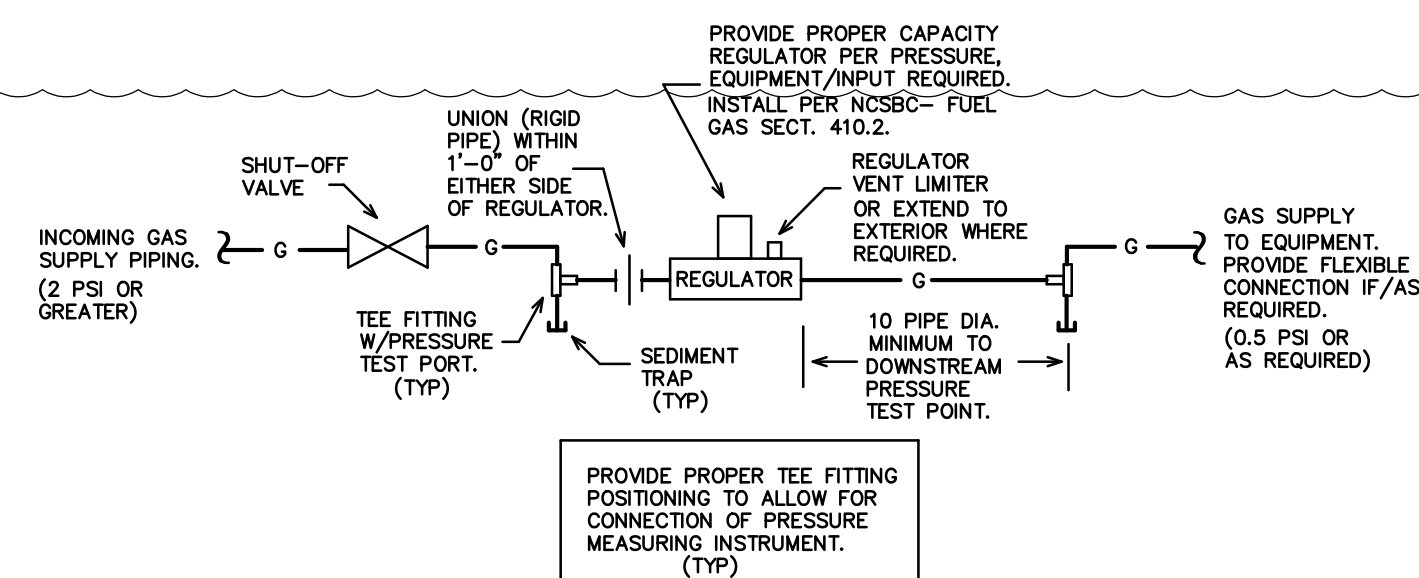 PROVIDE PROPER CAPACITY
REGULATOR PER PRESSURE,
EQUIPMENT/INPUT REQUIRED.
INSTALL PER NCSBC- FUEL
GAS SECT. 410.2.
UNION (RIGID
PIPE) WITHIN
1'-0" OF
EITHER SIDE
OF REGULATOR.
SHUT-OFF
VALVE
REGULATOR
VENT LIMITER
OR EXTEND TO
EXTERIOR WHERE
REQUIRED.
INCOMING GAS
SUPPLY PIPING.
(2 PSI OR
GREATER)
G
G
REGULATOR
G
G
GAS SUPPLY
TO EQUIPMENT.
PROVIDE FLEXIBLE
CONNECTION IF/AS
REQUIRED.
(0.5 PSI OR
AS REQUIRED)
TEE FITTING
W/PRESSURE
TEST PORT.
(TYP)
SEDIMENT
TRAP
(TYP)
10 PIPE DIA.
MINIMUM TO
DOWNSTREAM
PRESSURE
TEST POINT.
PROVIDE PROPER TEE FITTING
POSITIONING TO ALLOW FOR
CONNECTION OF PRESSURE
MEASURING INSTRUMENT.
(TYP)